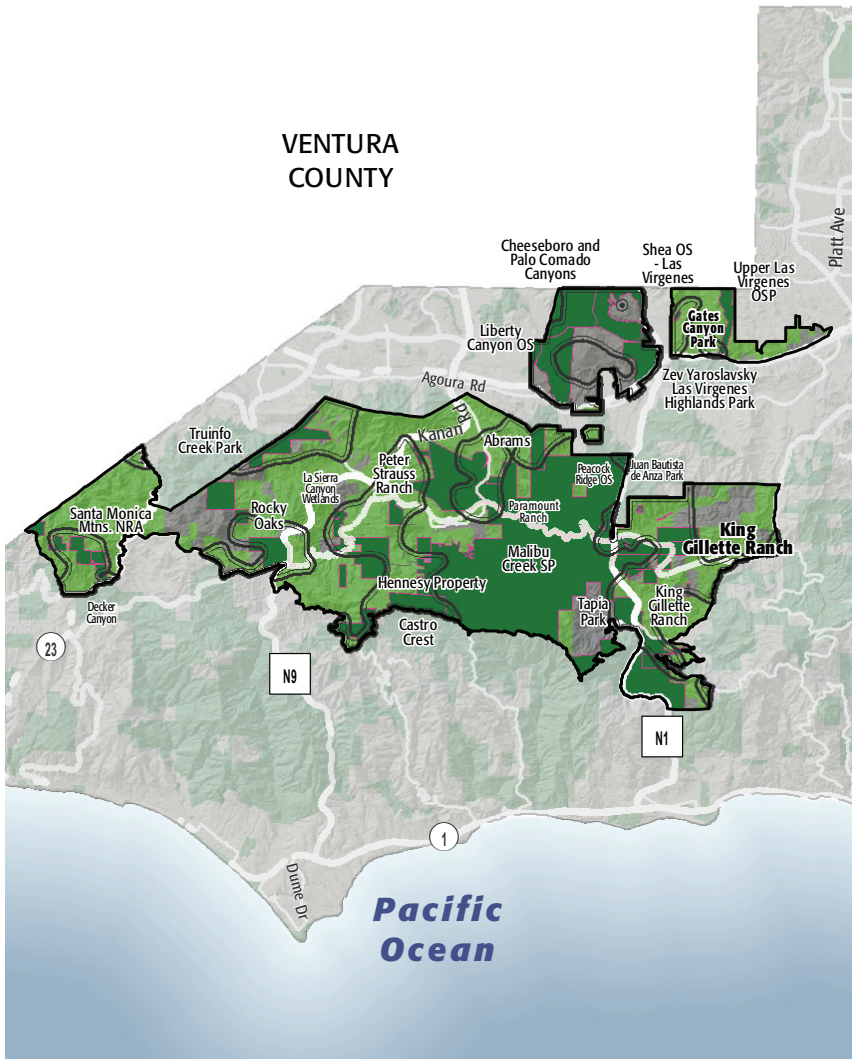 VENTURA
COUNTY
Platt Ave
Cheeseboro and
Palo Comado
Canyons
Shea OS
- Las
Virgenes
Upper Las
Virgenes
OSP
Gates
Canyon
Park
Liberty
Canyon OS
Agoura Rd
Zev Yaroslavsky
Las Virgenes
Highlands Park
Kanan Rd
Truinfo
Creek Park
Abrams
Peter
Strauss
Ranch
La Sierra
Canyon
Wetlands
Peacock
Ridge OS
Juan Bautista
de Anza Park
Santa Monica
Mtns. NRA
Rocky
Oaks
Paramount
Ranch
King
Gillette Ranch
Malibu
Creek SP
Hennesy Property
King
Gillette
Ranch
Tapia
Park
Decker
Canyon
Castro
Crest
23
N9
N1
1
Dume Dr
Pacific
Ocean